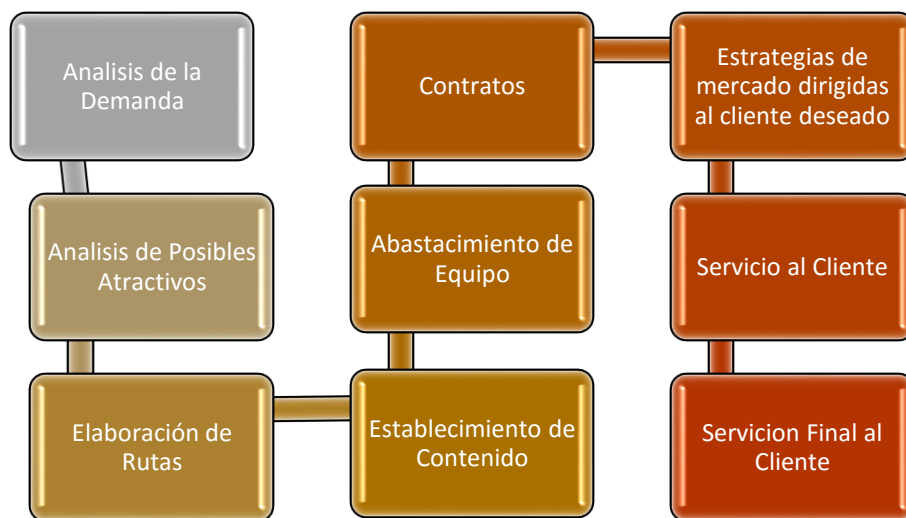 Analisis de la
Demanda
Analisis de Posibles
Atractivos
Elaboración de
Rutas
Establecimiento de
Contenido
Abastacimiento de
Equipo
Contratos
Estrategias de
mercado dirigidas
al cliente deseado
Servicio al Cliente
Servicion Final al
Cliente